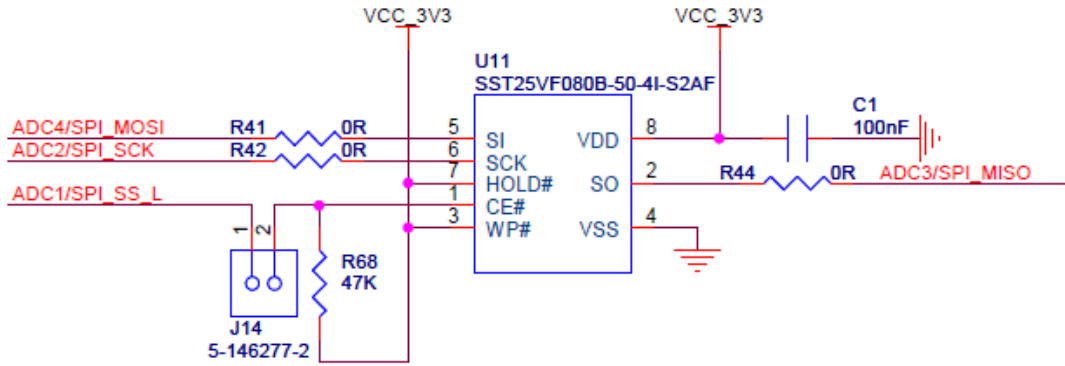 VCC_3V3
VCC_3V3
U11
SST25VF080B-50-4I-S2AF
C1
100nF
ADC4/SPI_MOSI
R41
0R
5
SI
VDD
8
ADC2/SPI_SCK
R42
0R
6
SCK
7
HOLD#
SO
2
R44
0R
ADC3/SPI_MISO
ADC1/SPI_SS_L
1
CE#
3
WP#
VSS
4
1
2
R68
47K
J14
5-146277-2